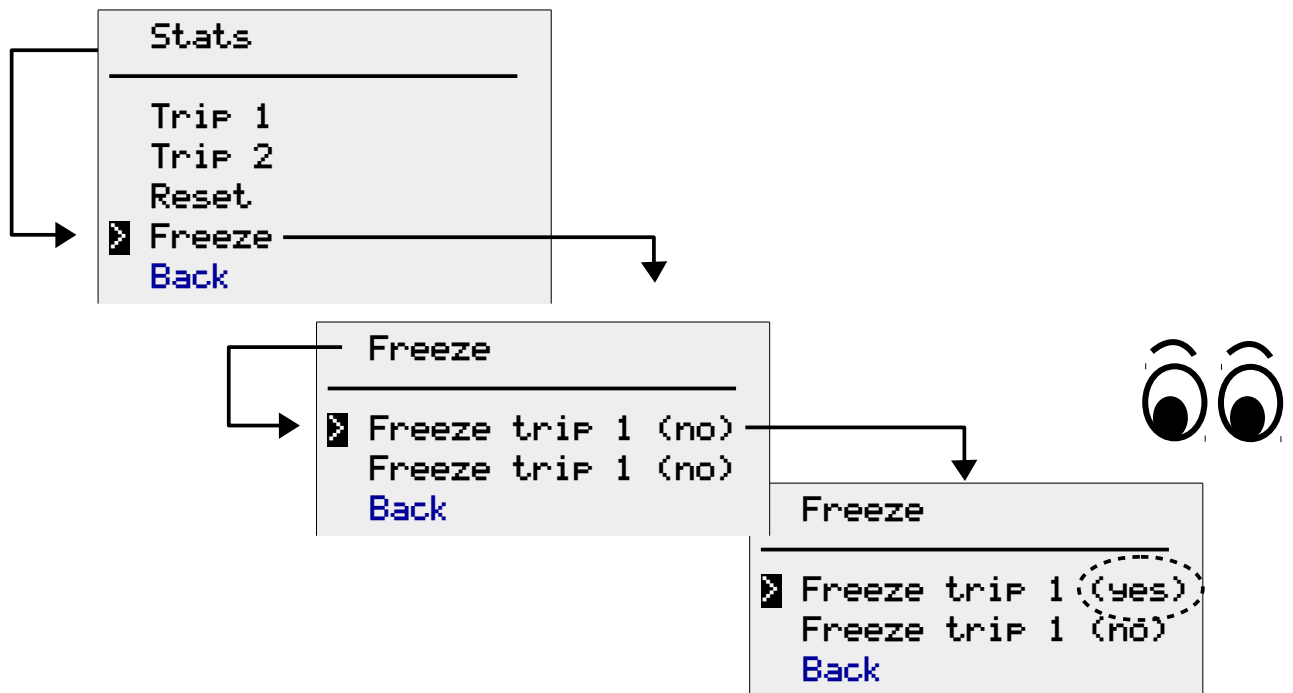 Stats
Trip 1
Trip 2
Reset
> Freeze
Back
Freeze
> Freeze trip 1 (no)
Freeze trip 1 (no)
Back
Freeze
> Freeze trip 1 (yes)
Freeze trip 1 (no)
Back